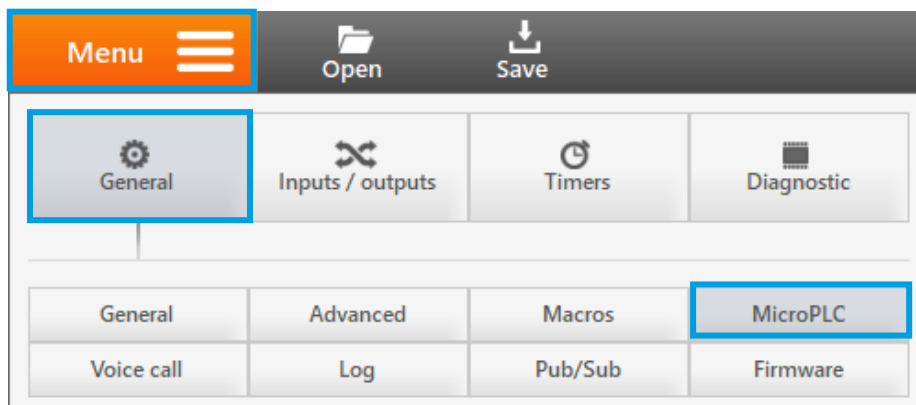 Menu
Open
Save
General
Inputs / outputs
Timers
Diagnostic
General
Advanced
Macros
MicroPLC
Voice call
Log
Pub/Sub
Firmware